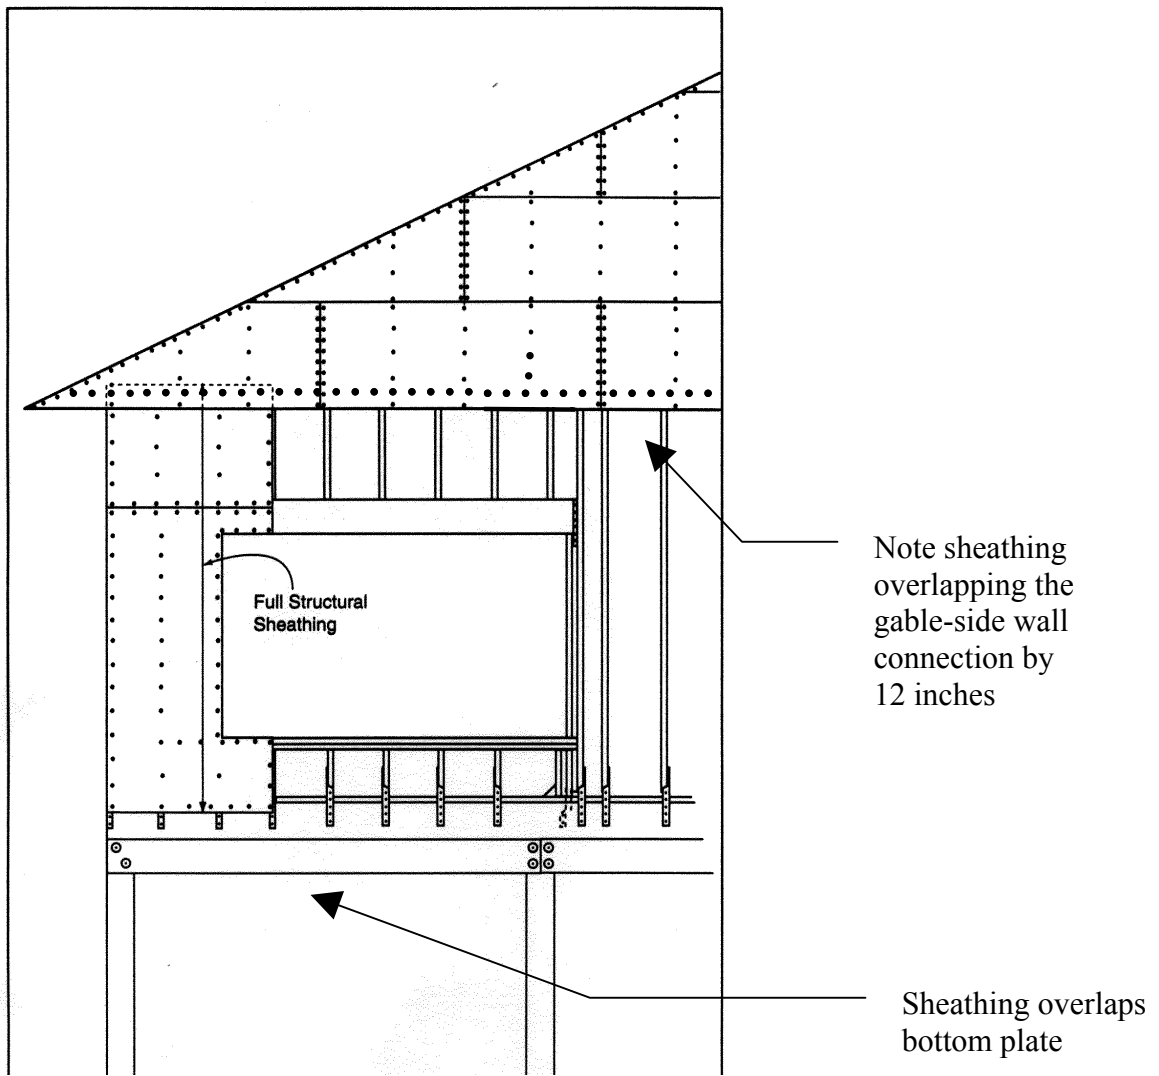 Full Structural
Sheathing
Note sheathing
overlapping the
gable-side wall
connection by
12 inches
Sheathing overlaps
bottom plate